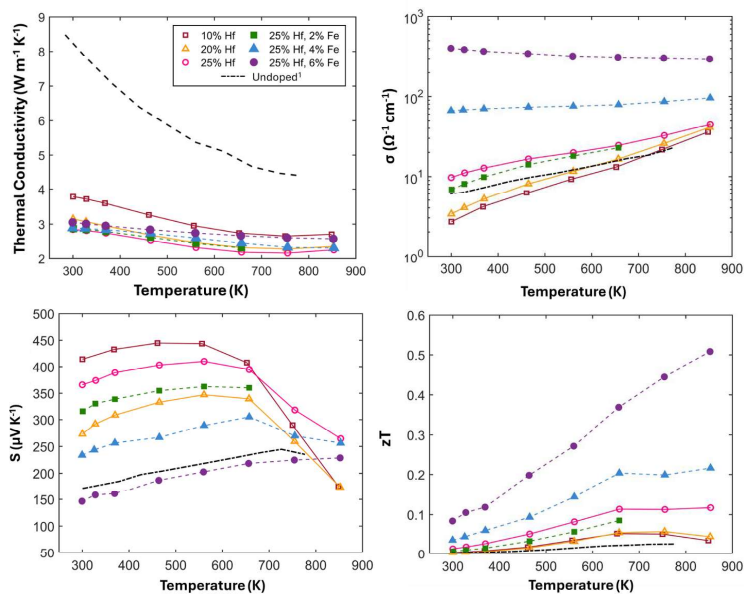 Thermal Conductivity (W m⁻¹ K⁻¹)
9
8
7
6
5
4
3
2
300 400 500 600 700 800 900
Temperature (K)
10% Hf
20% Hf
25% Hf
25% Hf, 2% Fe
25% Hf, 4% Fe
25% Hf, 6% Fe
Undoped¹
σ (Ω⁻¹ cm⁻¹)
10³
10²
10¹
10⁰
300 400 500 600 700 800 900
Temperature (K)
S (µV K⁻¹)
500
450
400
350
300
250
200
150
100
50
300 400 500 600 700 800 900
Temperature (K)
zT
0.6
0.5
0.4
0.3
0.2
0.1
0
300 400 500 600 700 800 900
Temperature (K)